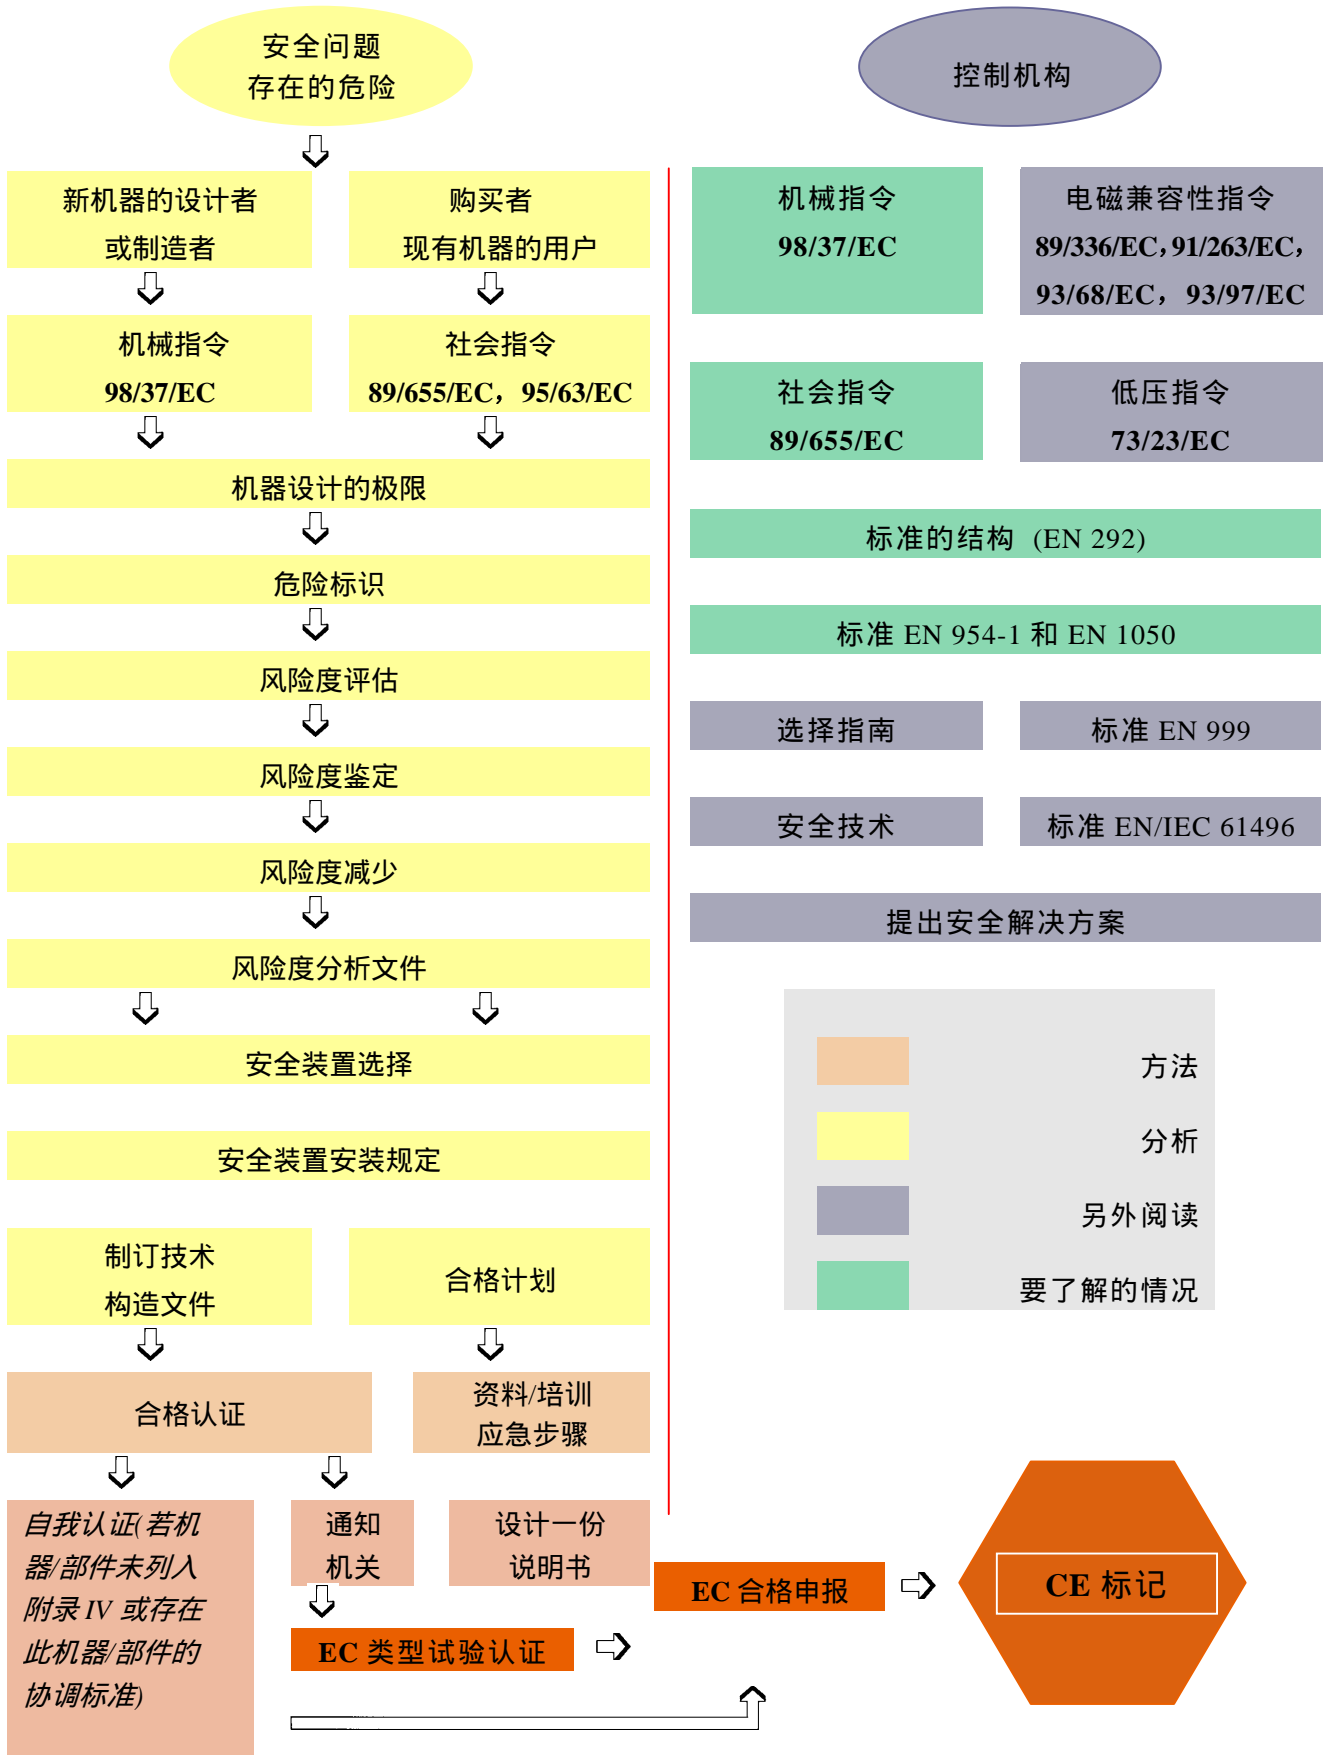 安全问题
存在的危险
新机器的设计者
或制造者
购买者
现有机器的用户
机械指令
98/37/EC
社会指令
89/655/EC，95/63/EC
机器设计的极限
危险标识
风险度评估
风险度鉴定
风险度减少
风险度分析文件
安全装置选择
安全装置安装规定
制订技术
构造文件
合格计划
合格认证
资料/培训
应急步骤
自我认证(若机
器/部件未列入
附录 IV 或存在
此机器/部件的
协调标准)
通知
机关
设计一份
说明书
EC 类型试验认证
EC 合格申报
CE 标记
控制机构
机械指令
98/37/EC
电磁兼容性指令
89/336/EC，91/263/EC，
93/68/EC，93/97/EC
社会指令
89/655/EC
低压指令
73/23/EC
标准的结构 (EN 292)
标准 EN 954-1 和 EN 1050
选择指南
标准 EN 999
安全技术
标准 EN/IEC 61496
提出安全解决方案
方法
分析
另外阅读
要了解的情况